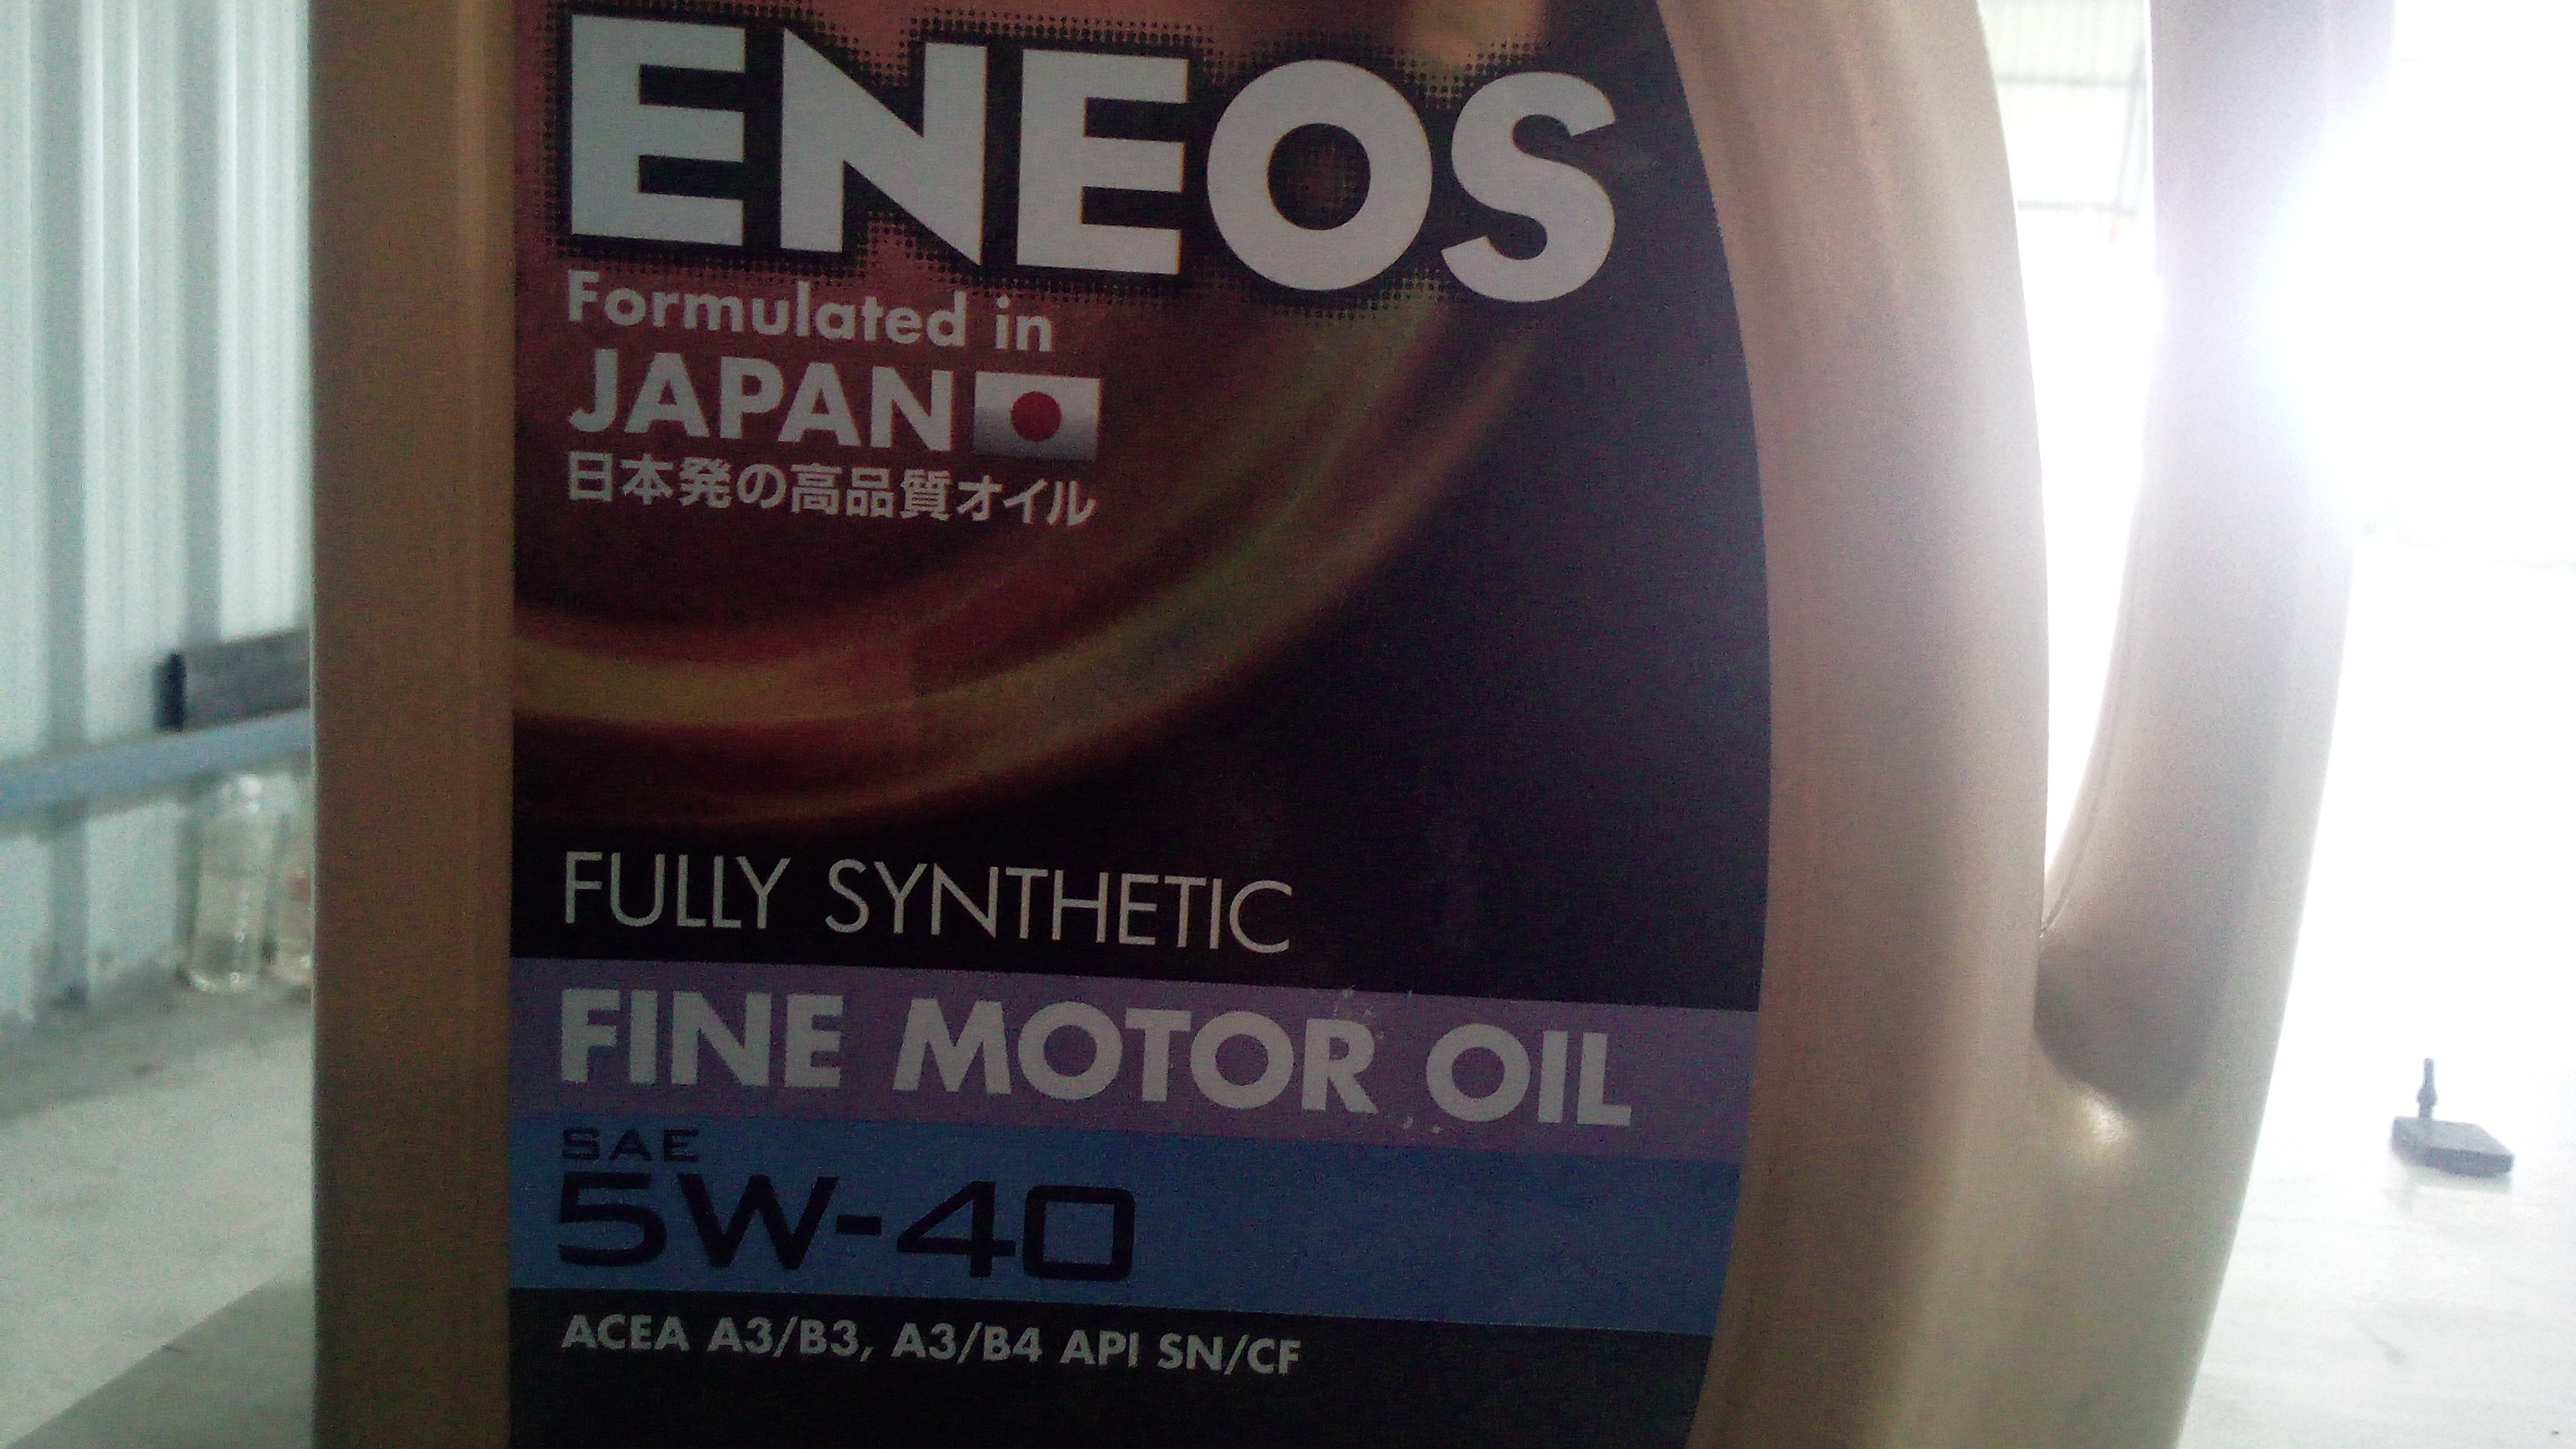 ENEOS
Formulated in
JAPAN
日本発の高品質オイル
FULLY SYNTHETIC
FINE MOTOR OIL
SAE
5W-40
ACEA A3/B3, A3/B4 API SN/CF